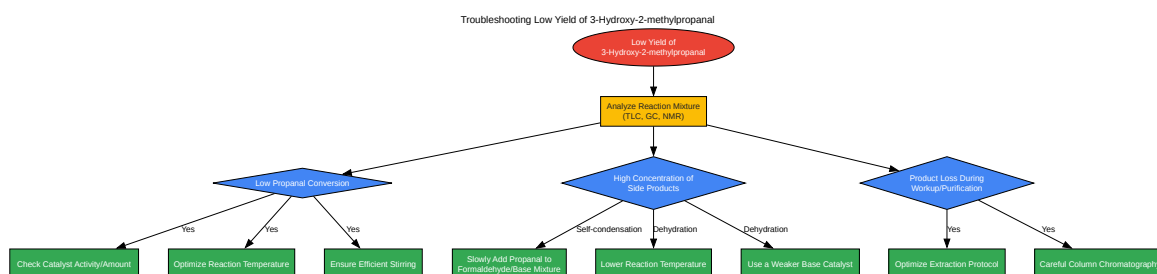 Troubleshooting Low Yield of 3-Hydroxy-2-methylpropanal
Low Yield of
3-Hydroxy-2-methylpropanal
Analyze Reaction Mixture
(TLC, GC, NMR)
Low Propanal Conversion
High Concentration of
Side Products
Product Loss During
Workup/Purification
Yes
Yes
Yes
Self-condensation
Dehydration
Dehydration
Yes
Yes
Check Catalyst Activity/Amount
Optimize Reaction Temperature
Ensure Efficient Stirring
Slowly Add Propanal to
Formaldehyde/Base Mixture
Lower Reaction Temperature
Use a Weaker Base Catalyst
Optimize Extraction Protocol
Careful Column Chromatography